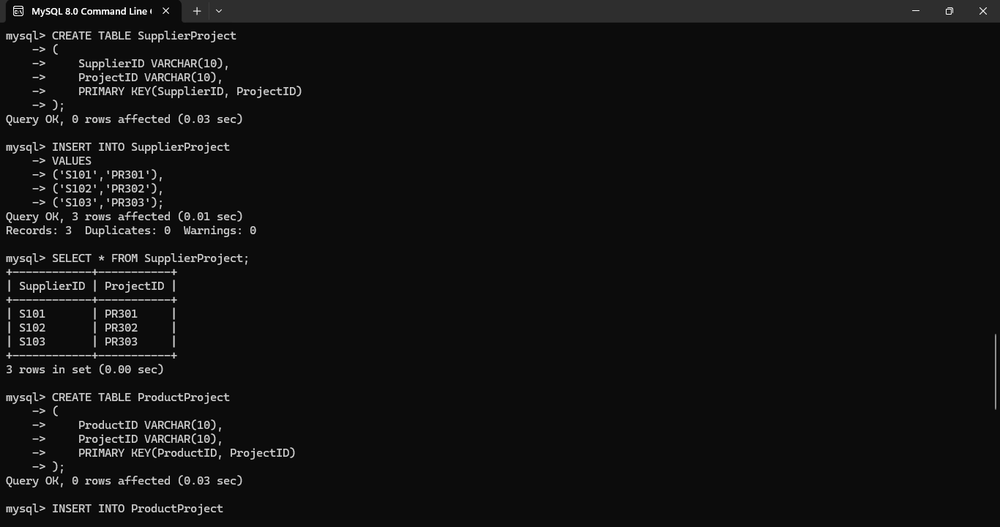 MySQL 8.0 Command Line
mysql> CREATE TABLE SupplierProject
    -> (
    ->     SupplierID VARCHAR(10),
    ->     ProjectID VARCHAR(10),
    ->     PRIMARY KEY(SupplierID, ProjectID)
    -> );
Query OK, 0 rows affected (0.03 sec)

mysql> INSERT INTO SupplierProject
    -> VALUES
    -> ('S101','PR301'),
    -> ('S102','PR302'),
    -> ('S103','PR303');
Query OK, 3 rows affected (0.01 sec)
Records: 3  Duplicates: 0  Warnings: 0

mysql> SELECT * FROM SupplierProject;
+------------+-----------+
| SupplierID | ProjectID |
+------------+-----------+
| S101       | PR301     |
| S102       | PR302     |
| S103       | PR303     |
+------------+-----------+
3 rows in set (0.00 sec)

mysql> CREATE TABLE ProductProject
    -> (
    ->     ProductID VARCHAR(10),
    ->     ProjectID VARCHAR(10),
    ->     PRIMARY KEY(ProductID, ProjectID)
    -> );
Query OK, 0 rows affected (0.03 sec)

mysql> INSERT INTO ProductProject